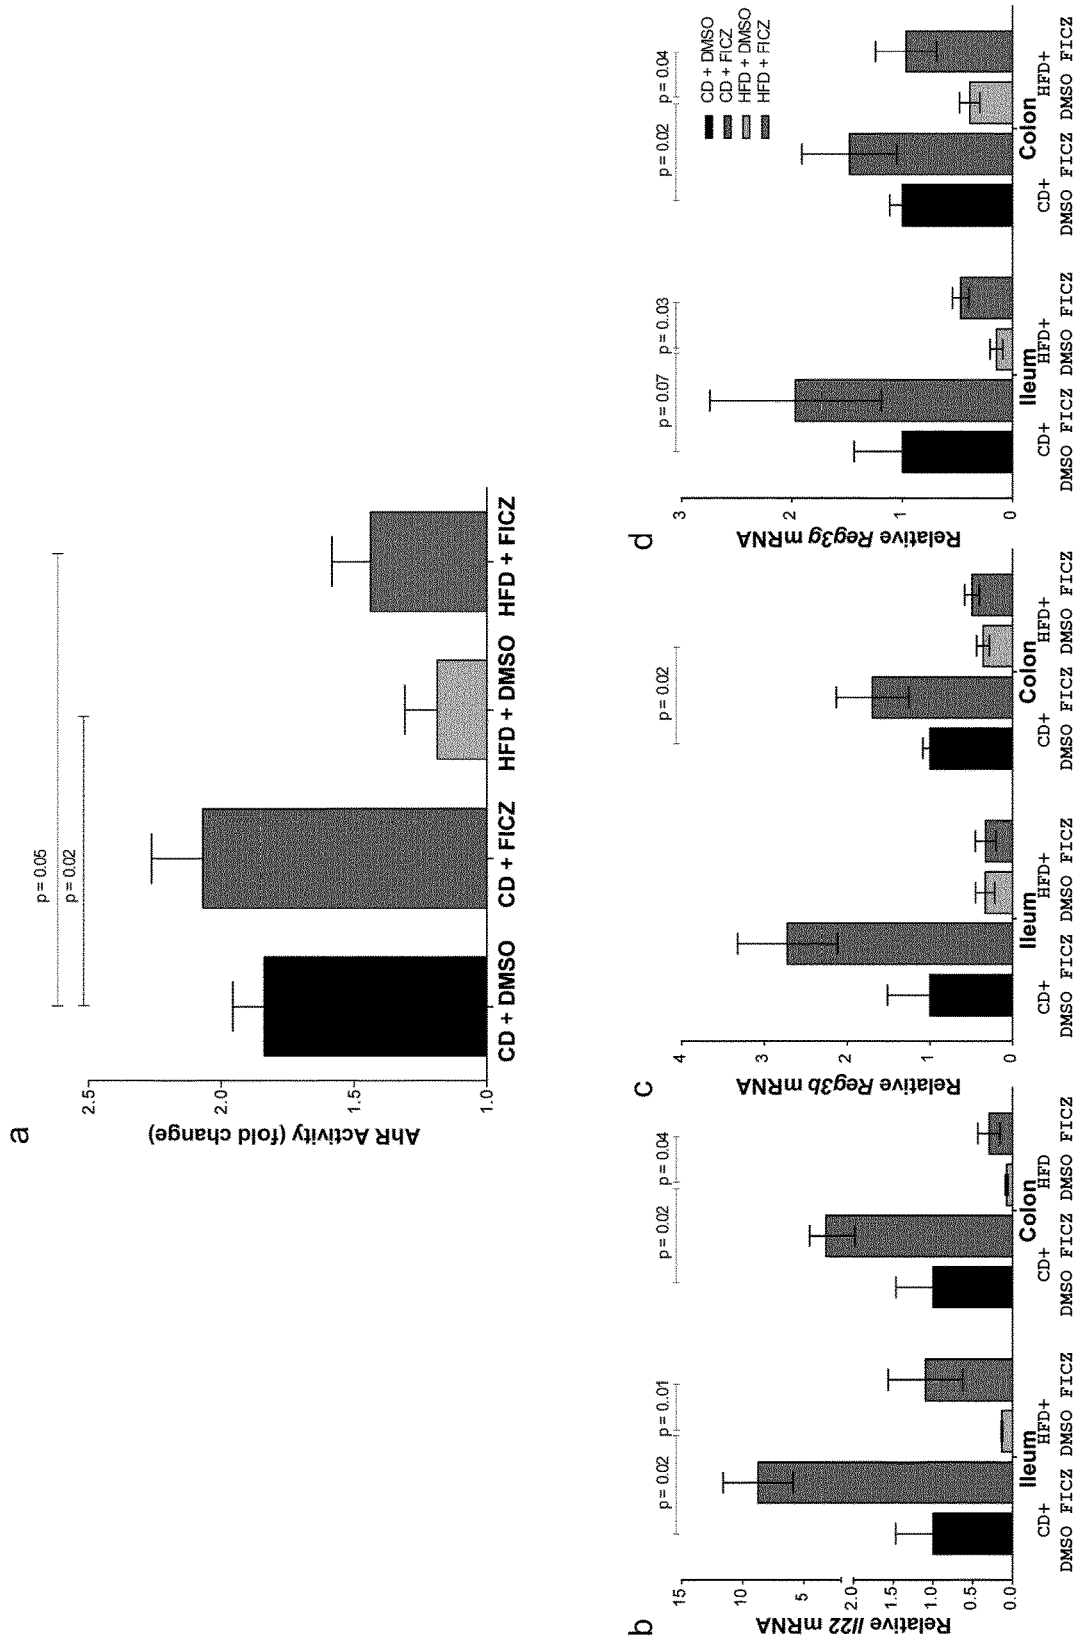 a
AhR Activity (fold change)
2.5
2.0
1.5
1.0
p = 0.05
p = 0.02
CD + DMSO
CD + FICZ
HFD + DMSO
HFD + FICZ
b
Relative Il22 mRNA
15
10
5
2.0
1.5
1.0
0.5
0.0
p = 0.02
p = 0.01
p = 0.02
p = 0.04
CD+ HFD+ CD+ HFD
Ileum Colon
DMSO FICZ DMSO FICZ DMSO FICZ DMSO FICZ
c
Relative Reg3b mRNA
4
3
2
1
0
p = 0.02
CD+ HFD+ CD+ HFD+
Ileum Colon
DMSO FICZ DMSO FICZ DMSO FICZ DMSO FICZ
d
Relative Reg3g mRNA
3
2
1
0
p = 0.07
p = 0.03
p = 0.02
p = 0.04
CD + DMSO
CD + FICZ
HFD + DMSO
HFD + FICZ
CD+ HFD+ CD+ HFD+
Ileum Colon
DMSO FICZ DMSO FICZ DMSO FICZ DMSO FICZ